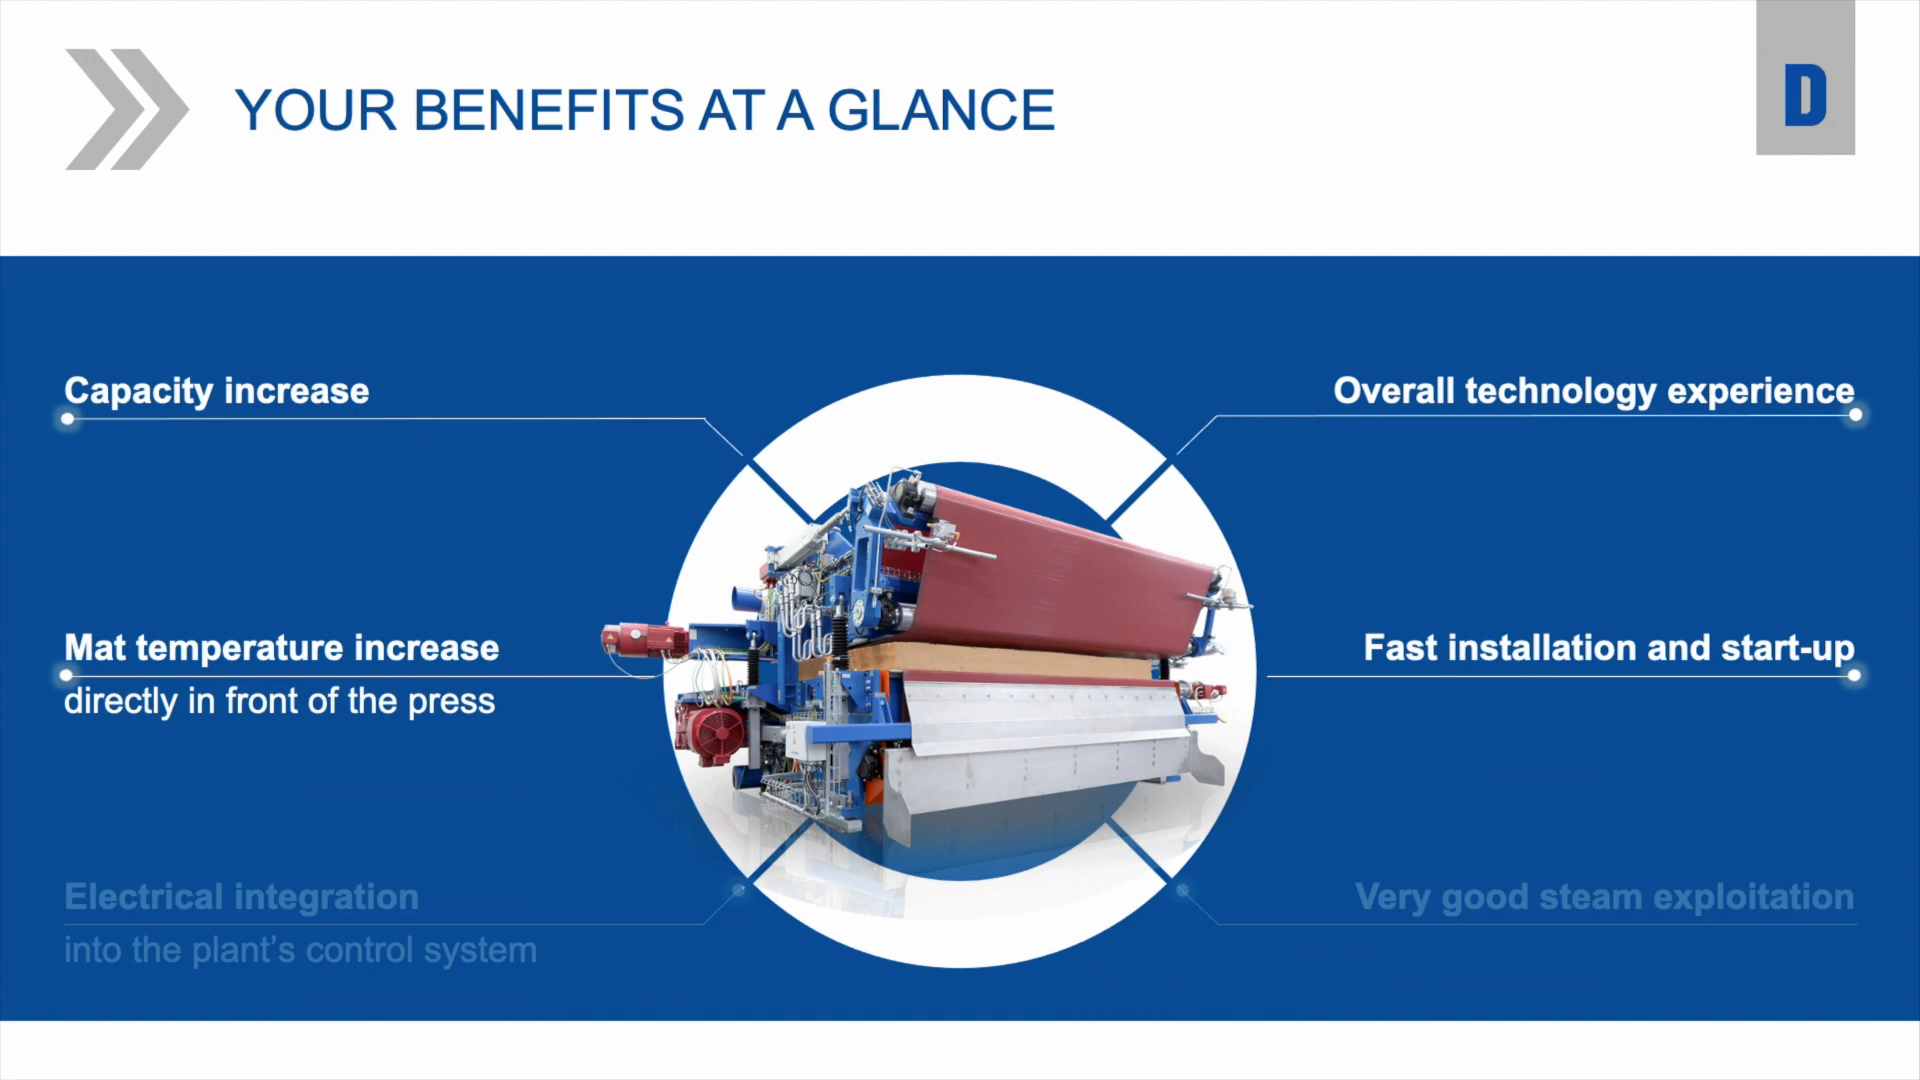 YOUR BENEFITS AT A GLANCE
D
Capacity increase
Overall technology experience
Mat temperature increase
directly in front of the press
Fast installation and start-up
Electrical integration
into the plant’s control system
Very good steam exploitation